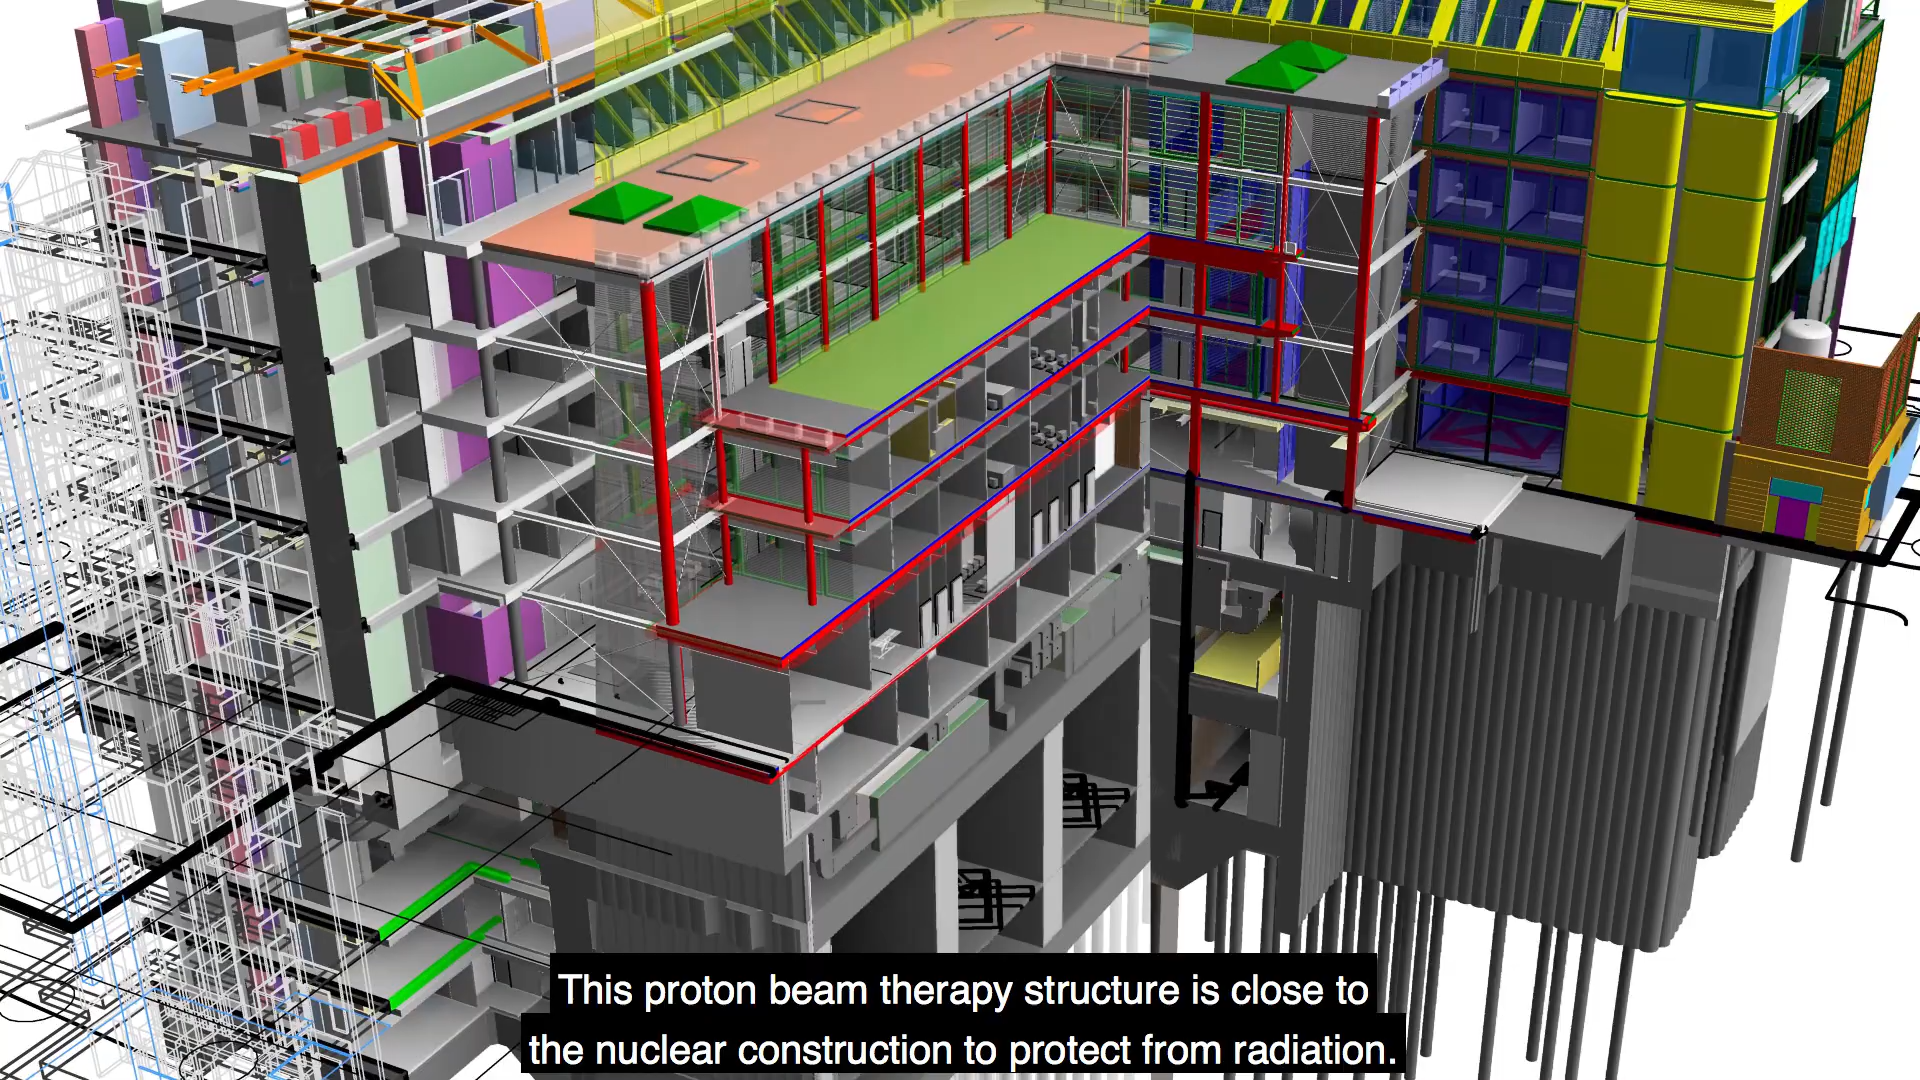 This proton beam therapy structure is close to
the nuclear construction to protect from radiation.